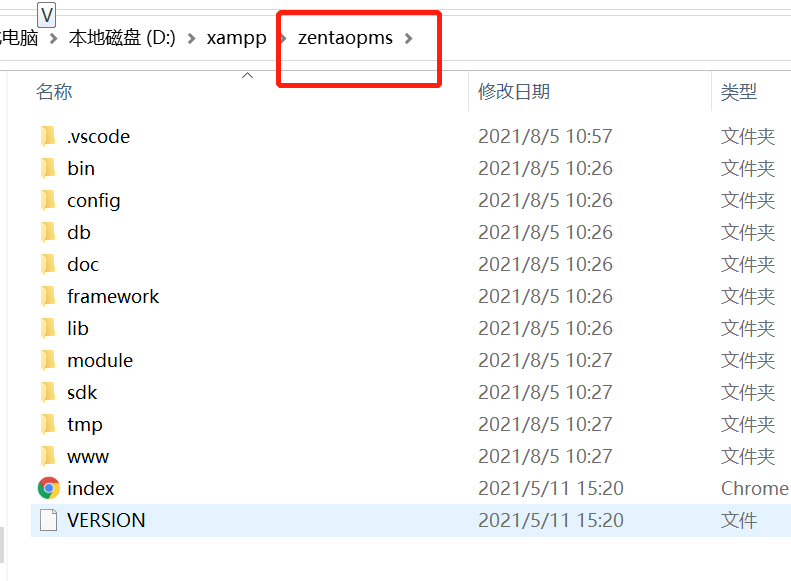 V
电脑 > 本地磁盘 (D:) > xampp > zentaopms >
名称 修改日期 类型
.vscode 2021/8/5 10:57 文件夹
bin 2021/8/5 10:26 文件夹
config 2021/8/5 10:26 文件夹
db 2021/8/5 10:26 文件夹
doc 2021/8/5 10:26 文件夹
framework 2021/8/5 10:26 文件夹
lib 2021/8/5 10:26 文件夹
module 2021/8/5 10:27 文件夹
sdk 2021/8/5 10:27 文件夹
tmp 2021/8/5 10:27 文件夹
www 2021/8/5 10:27 文件夹
index 2021/5/11 15:20 Chrome
VERSION 2021/5/11 15:20 文件